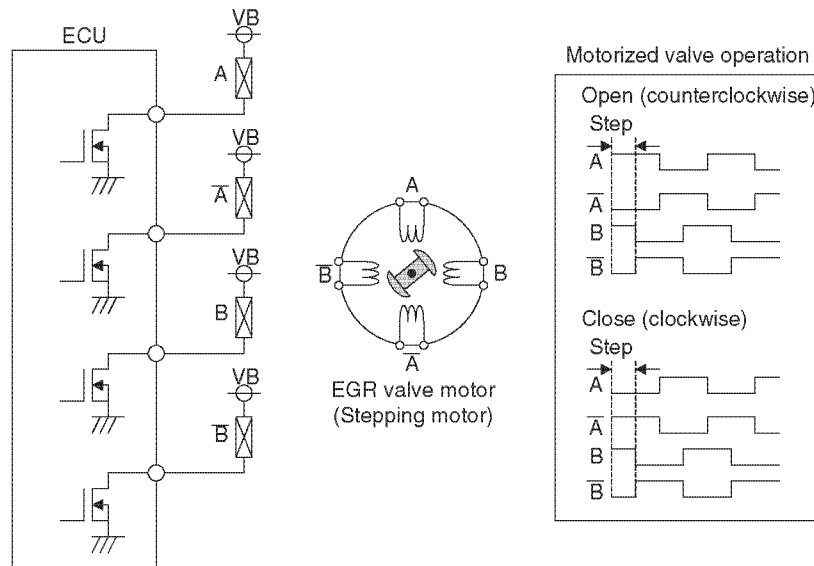 ECU
VB
A
VB
A̅
VB
B
VB
B̅
A
B̅
B
A̅
EGR valve motor
(Stepping motor)
Motorized valve operation
Open (counterclockwise)
Step
A
A̅
B
B̅
Close (clockwise)
Step
A
A̅
B
B̅